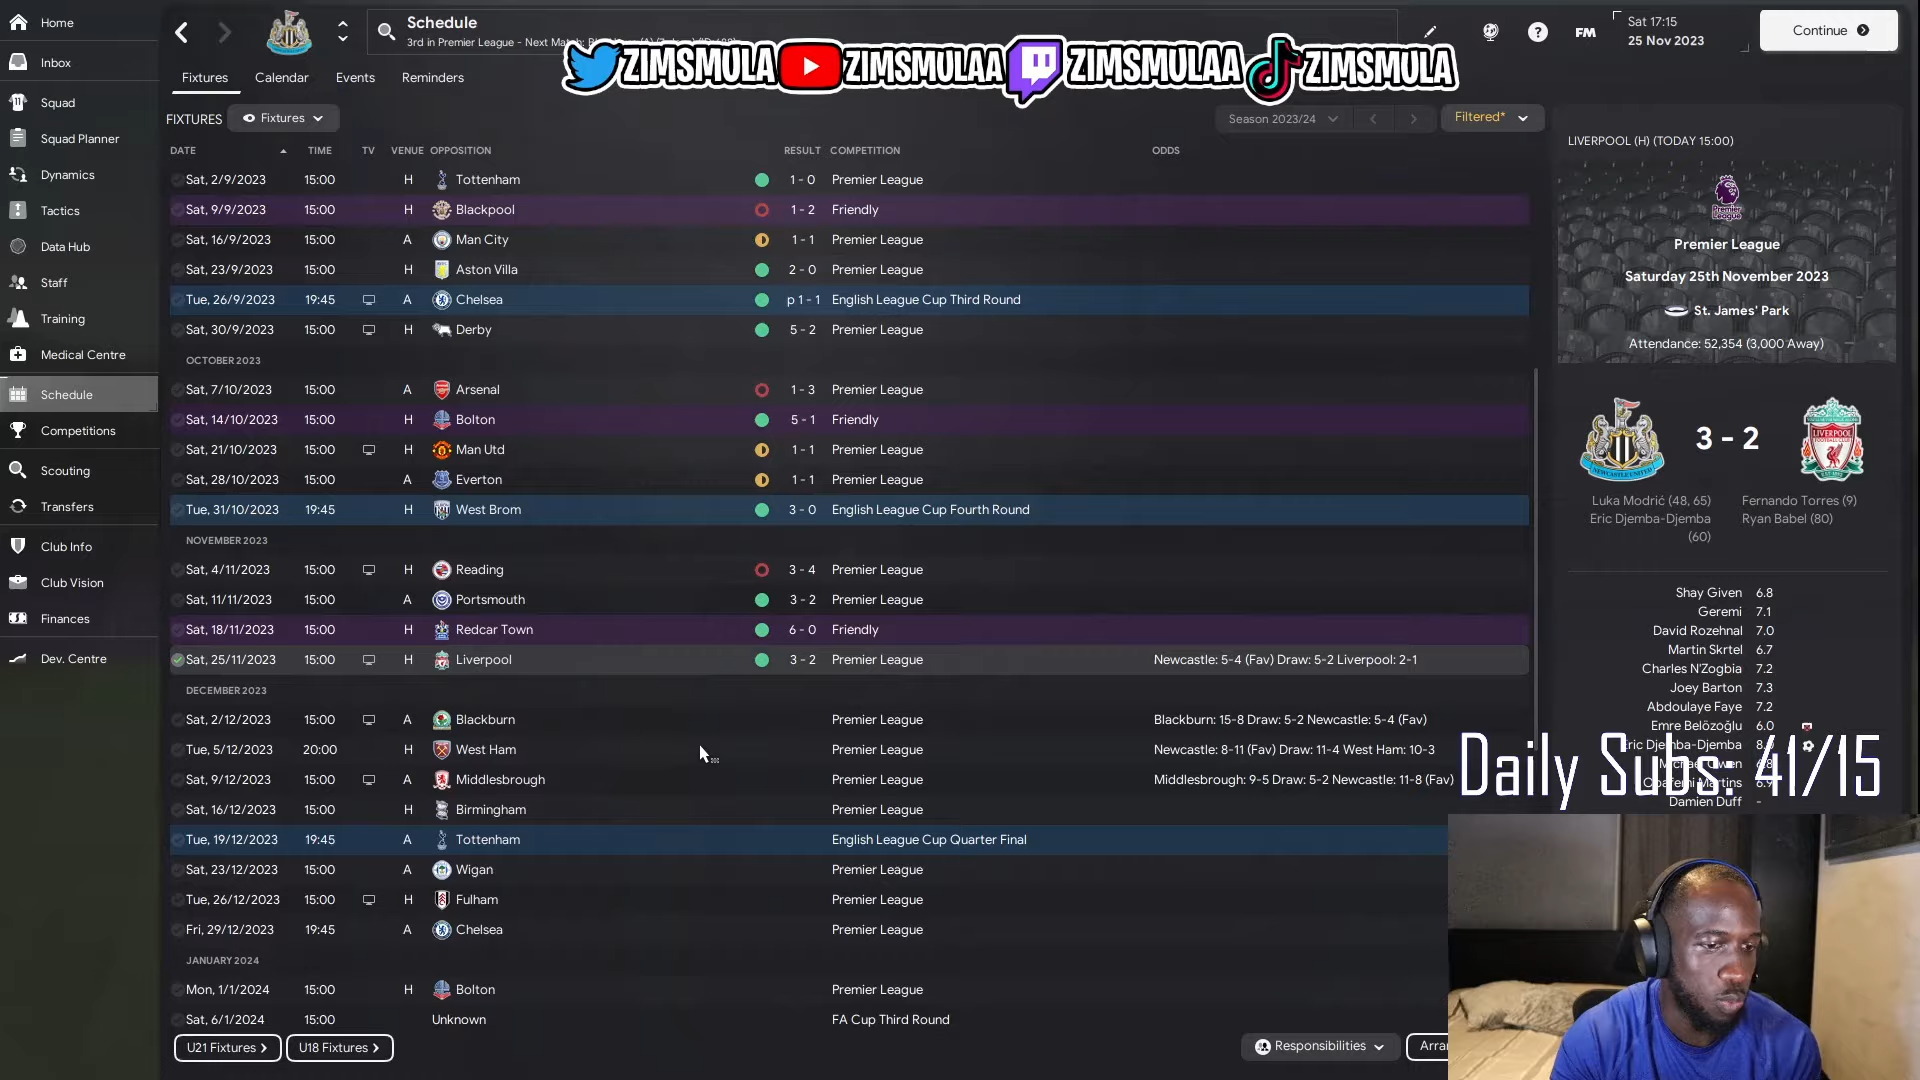 Home
Inbox
Squad
Squad Planner
Dynamics
Tactics
Data Hub
Staff
Training
Medical Centre
Schedule
Competitions
Scouting
Transfers
Club Info
Club Vision
Finances
Dev. Centre
Schedule
3rd in Premier League - Next Match:
FM
Sat 17:15
25 Nov 2023
Continue
ZIMSMULA ZIMSMULAA ZIMSMULAA ZIMSMULA
Fixtures Calendar Events Reminders
FIXTURES Fixtures Season 2023/24 Filtered*
DATE TIME TV VENUE OPPOSITION RESULT COMPETITION ODDS
Sat, 2/9/2023 15:00 H Tottenham 1 - 0 Premier League
Sat, 9/9/2023 15:00 H Blackpool 1 - 2 Friendly
Sat, 16/9/2023 15:00 A Man City 1 - 1 Premier League
Sat, 23/9/2023 15:00 H Aston Villa 2 - 0 Premier League
Tue, 26/9/2023 19:45 A Chelsea p 1 - 1 English League Cup Third Round
Sat, 30/9/2023 15:00 H Derby 5 - 2 Premier League
OCTOBER 2023
Sat, 7/10/2023 15:00 A Arsenal 1 - 3 Premier League
Sat, 14/10/2023 15:00 H Bolton 5 - 1 Friendly
Sat, 21/10/2023 15:00 H Man Utd 1 - 1 Premier League
Sat, 28/10/2023 15:00 A Everton 1 - 1 Premier League
Tue, 31/10/2023 19:45 H West Brom 3 - 0 English League Cup Fourth Round
NOVEMBER 2023
Sat, 4/11/2023 15:00 H Reading 3 - 4 Premier League
Sat, 11/11/2023 15:00 A Portsmouth 3 - 2 Premier League
Sat, 18/11/2023 15:00 H Redcar Town 6 - 0 Friendly
Sat, 25/11/2023 15:00 H Liverpool 3 - 2 Premier League Newcastle: 5-4 (Fav) Draw: 5-2 Liverpool: 2-1
DECEMBER 2023
Sat, 2/12/2023 15:00 A Blackburn Premier League Blackburn: 15-8 Draw: 5-2 Newcastle: 5-4 (Fav)
Tue, 5/12/2023 20:00 H West Ham Premier League Newcastle: 8-11 (Fav) Draw: 11-4 West Ham: 10-3
Sat, 9/12/2023 15:00 A Middlesbrough Premier League Middlesbrough: 9-5 Draw: 5-2 Newcastle: 11-8 (Fav)
Sat, 16/12/2023 15:00 H Birmingham Premier League
Tue, 19/12/2023 19:45 A Tottenham English League Cup Quarter Final
Sat, 23/12/2023 15:00 A Wigan Premier League
Tue, 26/12/2023 15:00 H Fulham Premier League
Fri, 29/12/2023 19:45 A Chelsea Premier League
JANUARY 2024
Mon, 1/1/2024 15:00 H Bolton Premier League
Sat, 6/1/2024 15:00 Unknown FA Cup Third Round
U21 Fixtures U18 Fixtures Responsibilities Arra
LIVERPOOL (H) (TODAY 15:00)
Premier League
Premier League
Saturday 25th November 2023
St. James' Park
Attendance: 52,354 (3,000 Away)
3 - 2
Luka Modrić (48, 65) Fernando Torres (9)
Eric Djemba-Djemba Ryan Babel (80)
(60)
Shay Given 6.8
Geremi 7.1
David Rozehnal 7.0
Martin Skrtel 6.7
Charles N'Zogbia 7.2
Joey Barton 7.3
Abdoulaye Faye 7.2
Emre Belözoğlu 6.0
Eric Djemba-Djemba
Michael Owen 6.8
Obafemi Martins 6.9
Damien Duff -
Daily Subs: 41/15